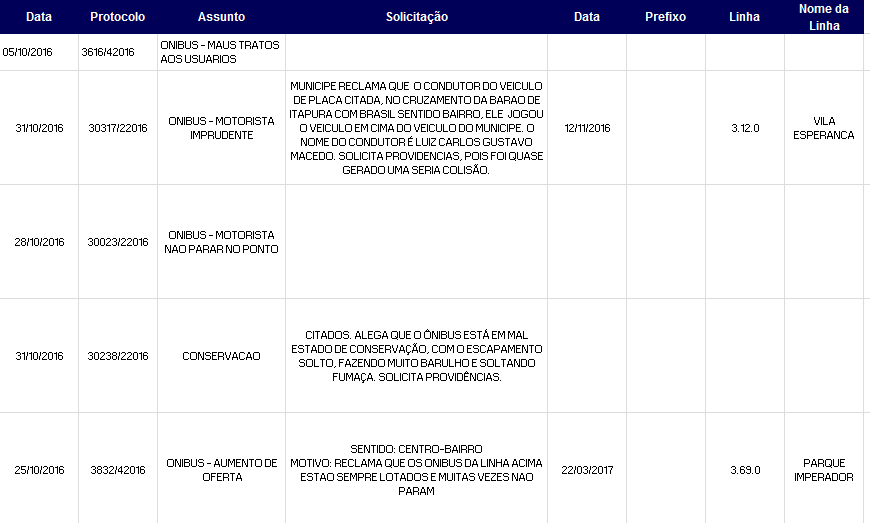 Data Protocolo Assunto Solicitação Data Prefixo Linha Nome da
Linha
05/10/2016 3616/42016 ONIBUS - MAUS TRATOS
AOS USUARIOS
31/10/2016 30317/22016 ONIBUS - MOTORISTA
IMPRUDENTE
MUNICIPE RECLAMA QUE O CONDUTOR DO VEICULO
DE PLACA CITADA, NO CRUZAMENTO DA BARAO DE
ITAPURA COM BRASIL SENTIDO BAIRRO, ELE JOGOU
O VEICULO EM CIMA DO VEICULO DO MUNICIPE. O
NOME DO CONDUTOR É LUIZ CARLOS GUSTAVO
MACEDO. SOLICITA PROVIDENCIAS, POIS FOI QUASE
GERADO UMA SERIA COLISÃO.
12/11/2016 3.12.0 VILA
ESPERANCA
28/10/2016 30023/22016 ONIBUS - MOTORISTA
NAO PARAR NO PONTO
31/10/2016 30238/22016 CONSERVACAO
CITADOS. ALEGA QUE O ÔNIBUS ESTÁ EM MAL
ESTADO DE CONSERVAÇÃO, COM O ESCAPAMENTO
SOLTO, FAZENDO MUITO BARULHO E SOLTANDO
FUMAÇA. SOLICITA PROVIDÊNCIAS.
25/10/2016 3832/42016 ONIBUS - AUMENTO DE
OFERTA
SENTIDO: CENTRO-BAIRRO
MOTIVO: RECLAMA QUE OS ONIBUS DA LINHA ACIMA
ESTAO SEMPRE LOTADOS E MUITAS VEZES NAO
PARAM
22/03/2017 3.69.0 PARQUE
IMPERADOR